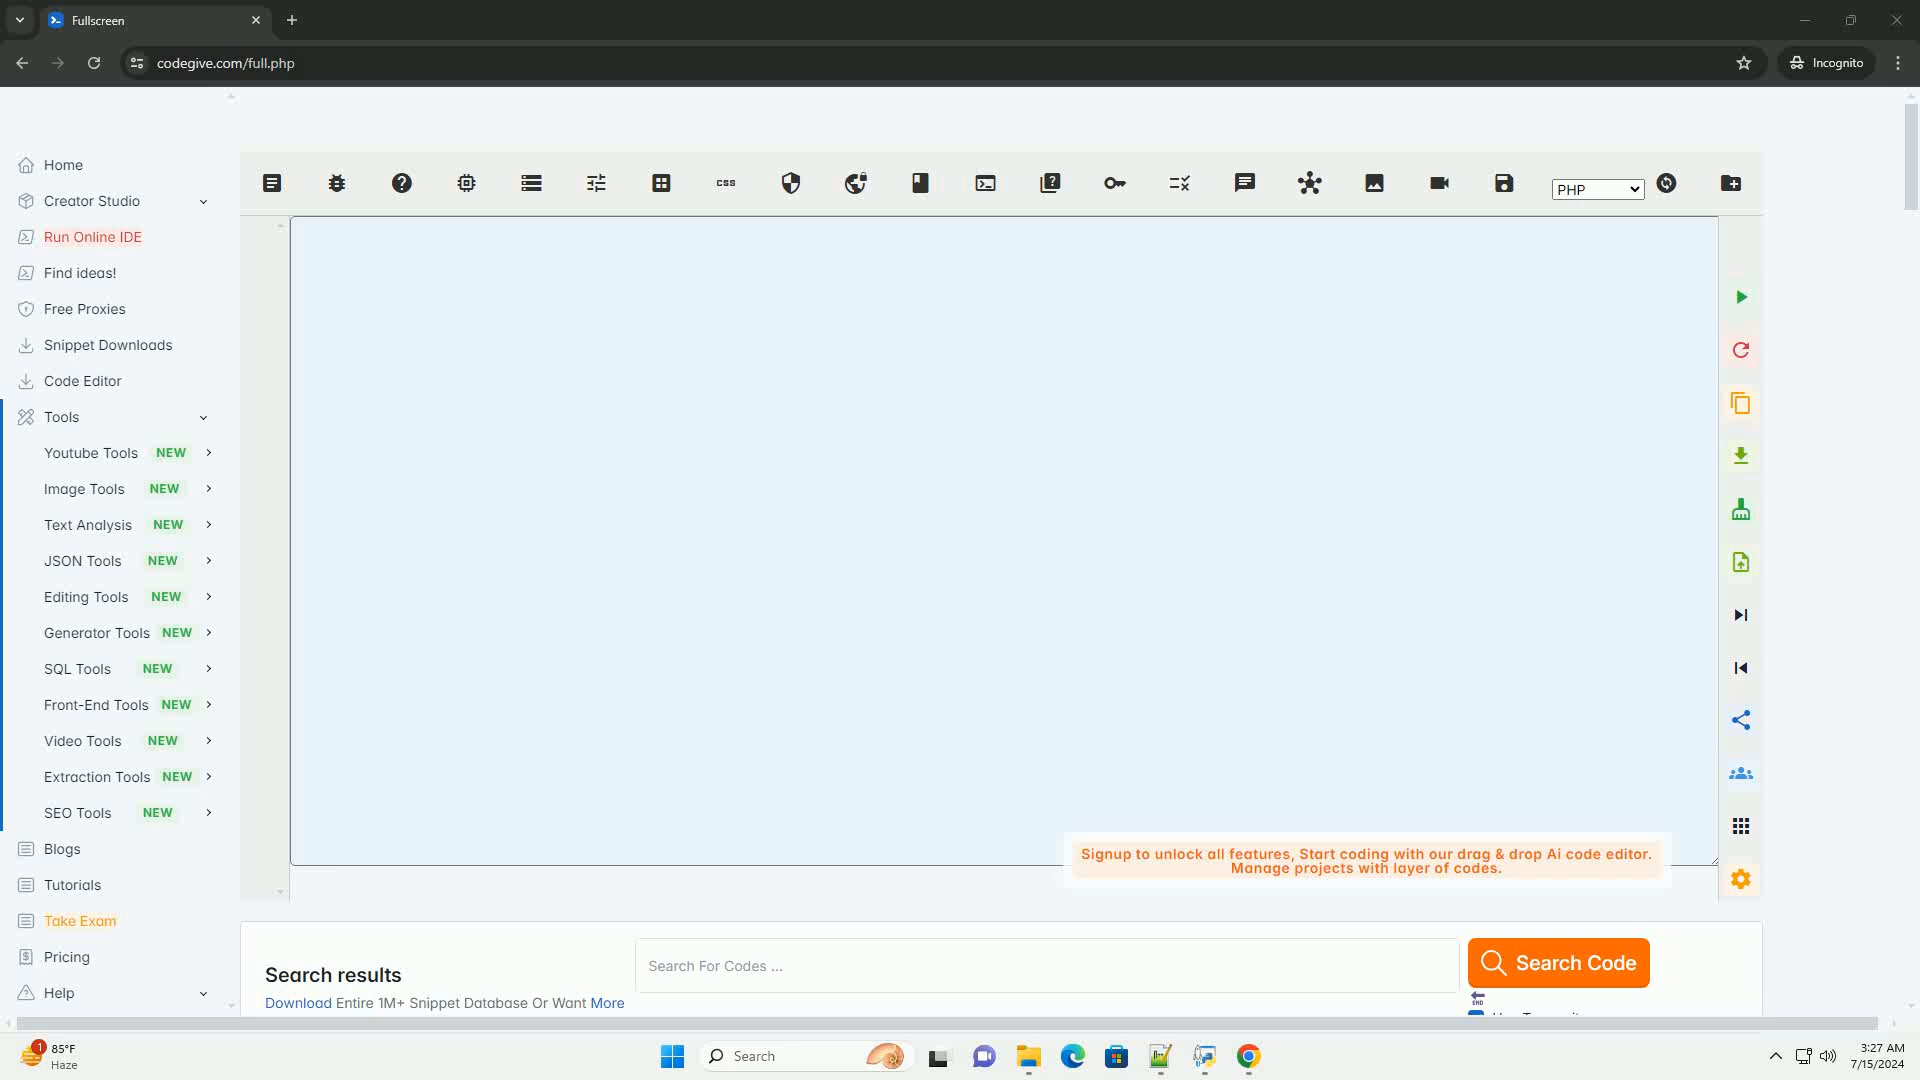 Fullscreen
codegive.com/full.php
Incognito
Home
Creator Studio
Run Online IDE
Find ideas!
Free Proxies
Snippet Downloads
Code Editor
Tools
Youtube Tools NEW
Image Tools NEW
Text Analysis NEW
JSON Tools NEW
Editing Tools NEW
Generator Tools NEW
SQL Tools NEW
Front-End Tools NEW
Video Tools NEW
Extraction Tools NEW
SEO Tools NEW
Blogs
Tutorials
Take Exam
Pricing
Help
css
PHP
Signup to unlock all features, Start coding with our drag & drop Ai code editor.
Manage projects with layer of codes.
Search results
Download Entire 1M+ Snippet Database Or Want More
Search For Codes ...
Search Code
END
1
85°F
Haze
Search
3:27 AM
7/15/2024